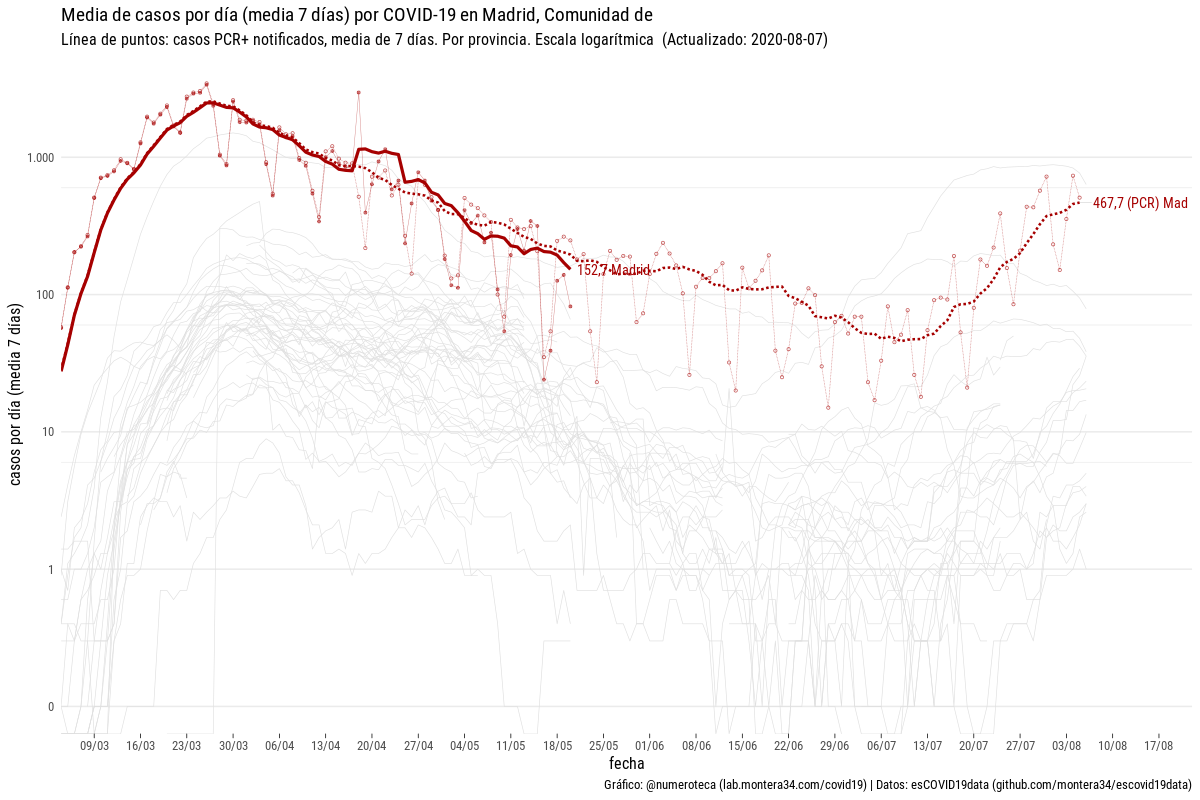 Media de casos por día (media 7 días) por COVID-19 en Madrid, Comunidad de
Línea de puntos: casos PCR+ notificados, media de 7 días. Por provincia. Escala logarítmica (Actualizado: 2020-08-07)
casos por día (media 7 días)
1.000
100
10
1
0
467,7 (PCR) Mad
152,7 Madrid
09/03 16/03 23/03 30/03 06/04 13/04 20/04 27/04 04/05 11/05 18/05 25/05 01/06 08/06 15/06 22/06 29/06 06/07 13/07 20/07 27/07 03/08 10/08 17/08
fecha
Gráfico: @numeroteca (lab.montera34.com/covid19) | Datos: esCOVID19data (github.com/montera34/escovid19data)